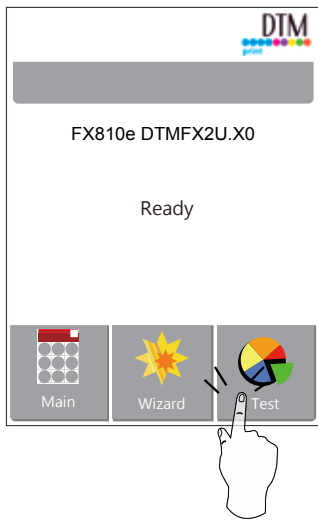 DTM
print
FX810e DTMFX2U.X0
Ready
Main
Wizard
Test